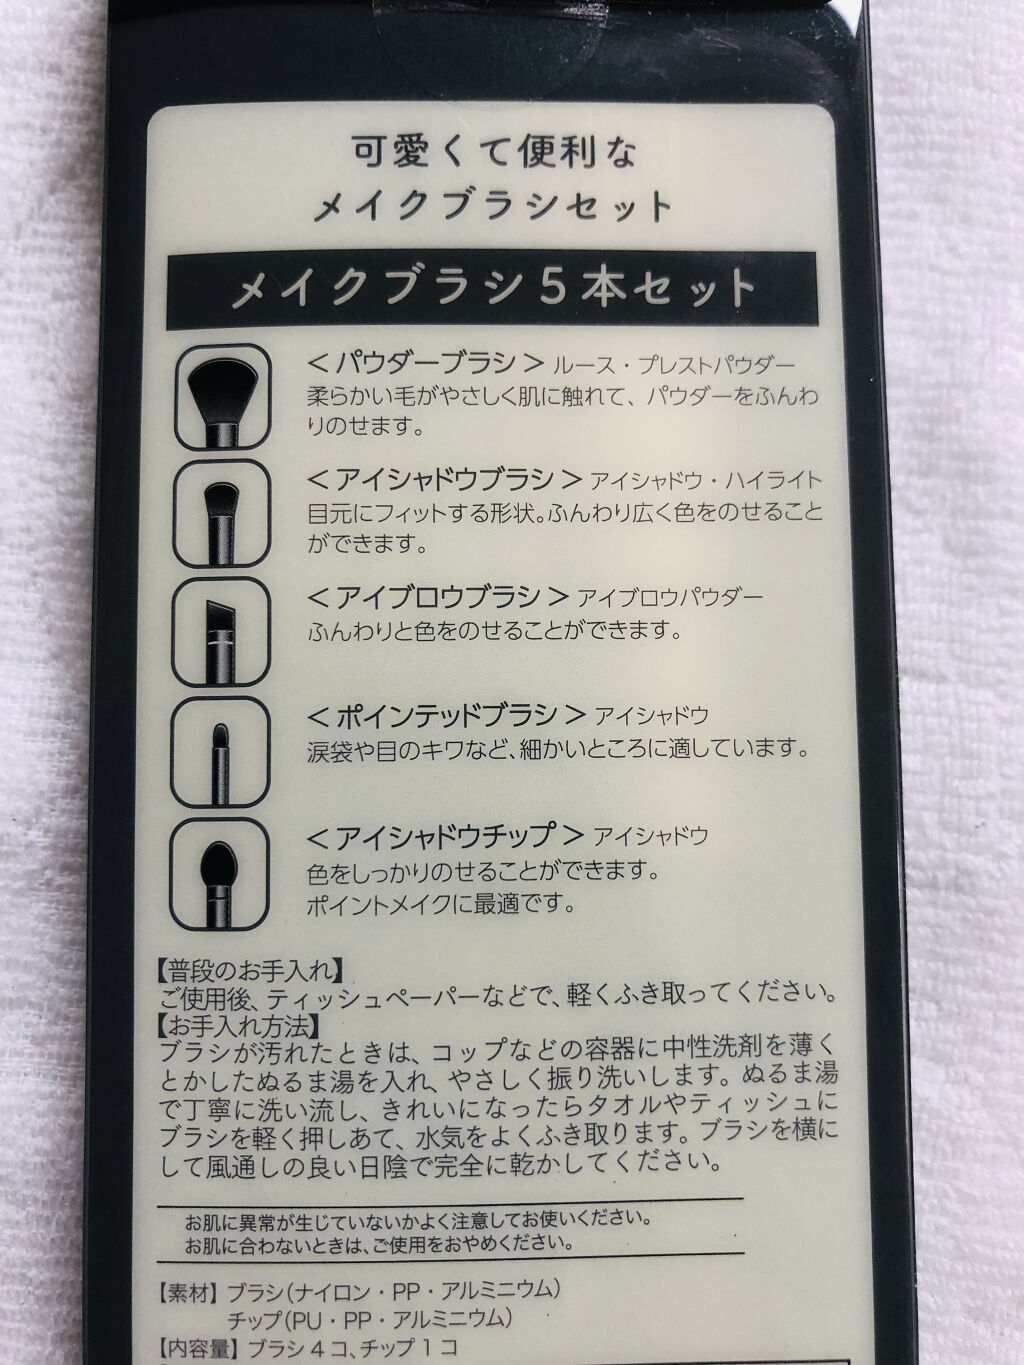 可愛くて便利な
メイクブラシセット
メイクブラシ5本セット
＜パウダーブラシ＞ルース・プレストパウダー
柔らかい毛がやさしく肌に触れて、パウダーをふんわ
りのせます。
＜アイシャドウブラシ＞アイシャドウ・ハイライト
目元にフィットする形状。ふんわり広く色をのせること
ができます。
＜アイブロウブラシ＞アイブロウパウダー
ふんわりと色をのせることができます。
＜ポインテッドブラシ＞アイシャドウ
涙袋や目のキワなど、細かいところに適しています。
＜アイシャドウチップ＞アイシャドウ
色をしっかりのせることができます。
ポイントメイクに最適です。
【普段のお手入れ】
ご使用後、ティッシュペーパーなどで、軽くふき取ってください。
【お手入れ方法】
ブラシが汚れたときは、コップなどの容器に中性洗剤を薄く
とかしたぬるま湯を入れ、やさしく振り洗いします。ぬるま湯
で丁寧に洗い流し、きれいになったらタオルやティッシュに
ブラシを軽く押しあて、水気をよくふき取ります。ブラシを横に
して風通しの良い日陰で完全に乾かしてください。
お肌に異常が生じていないかよく注意してお使いください。
お肌に合わないときは、ご使用をおやめください。
【素材】ブラシ（ナイロン・PP・アルミニウム）
チップ（PU・PP・アルミニウム）
【内容量】ブラシ4コ、チップ1コ